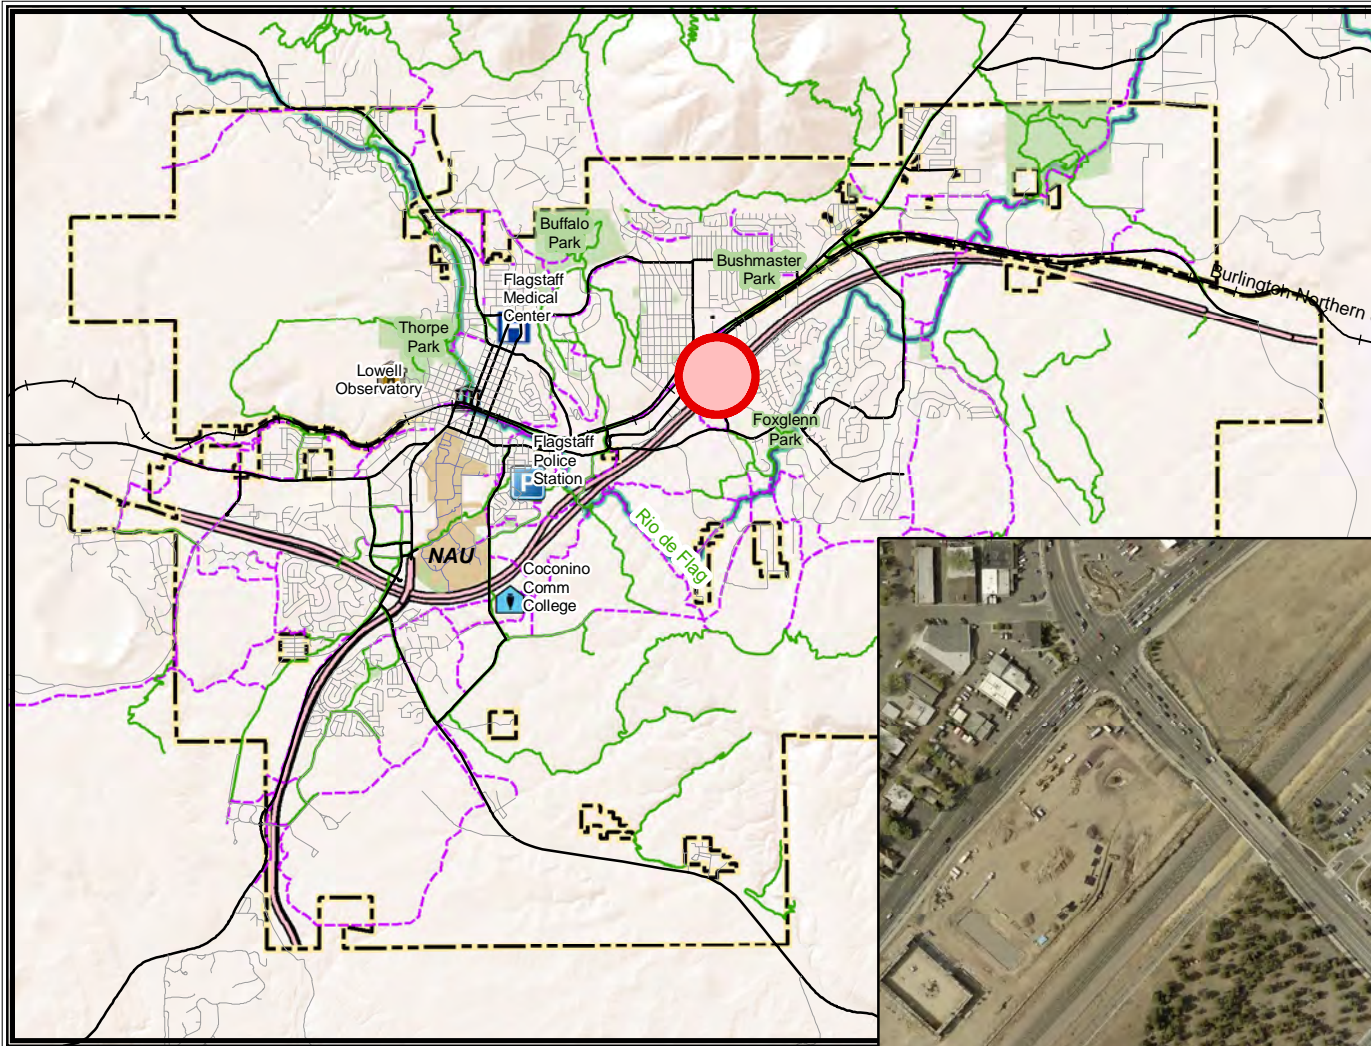 Buffalo
Park
Bushmaster
Park
Burlington Northern
Flagstaff
Medical
Center
Thorpe
Park
Lowell
Observatory
Foxglenn
Park
Flagstaff
Police
Station
P
Rio de Flag
NAU
Coconino
Comm
College